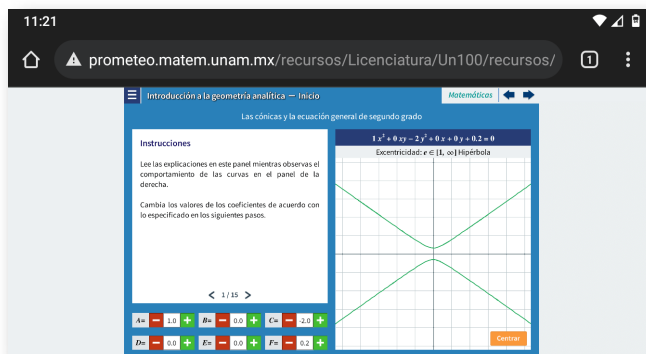 11:21
prometeo.matem.unam.mx/recursos/Licenciatura/Un100/recursos/
1
Introducción a la geometría analítica — Inicio
Matemáticas
Las cónicas y la ecuación general de segundo grado
Instrucciones
Lee las explicaciones en este panel mientras observas el
comportamiento de las curvas en el panel de la
derecha.
Cambia los valores de los coeficientes de acuerdo con
lo especificado en los siguientes pasos.
< 1 / 15 >
1 x² + 0 xy − 2 y² + 0 x + 0 y + 0.2 = 0
Excentricidad: e ∈ [1, ∞] Hipérbola
A= − 1.0 + B= − 0.0 + C= − -2.0 +
D= − 0.0 + E= − 0.0 + F= − 0.2 +
Centrar